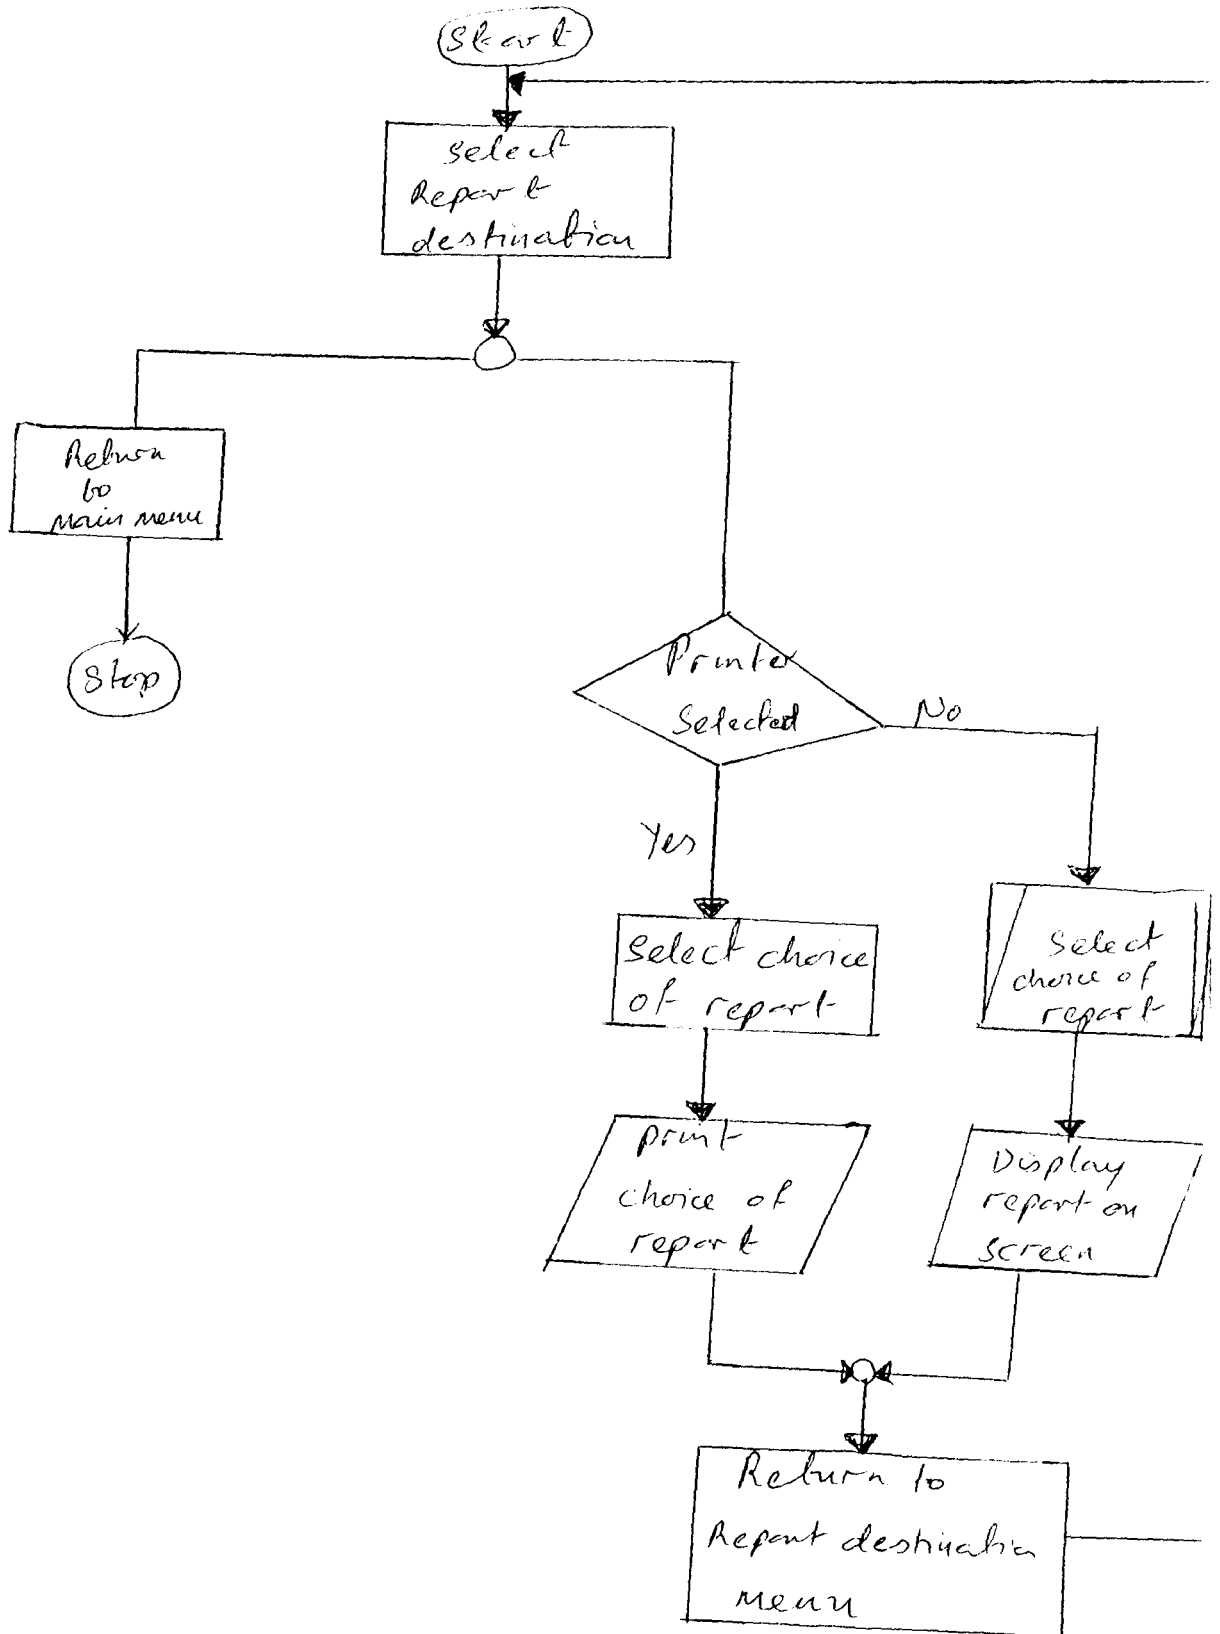 Start
Select
Report
destination
Return
to
Main menu
Stop
Printer
Selected
No
Yes
Select choice
of report
Select
choice of
report
print
choice of
report
Display
report on
screen
Return to
Report destination
menu